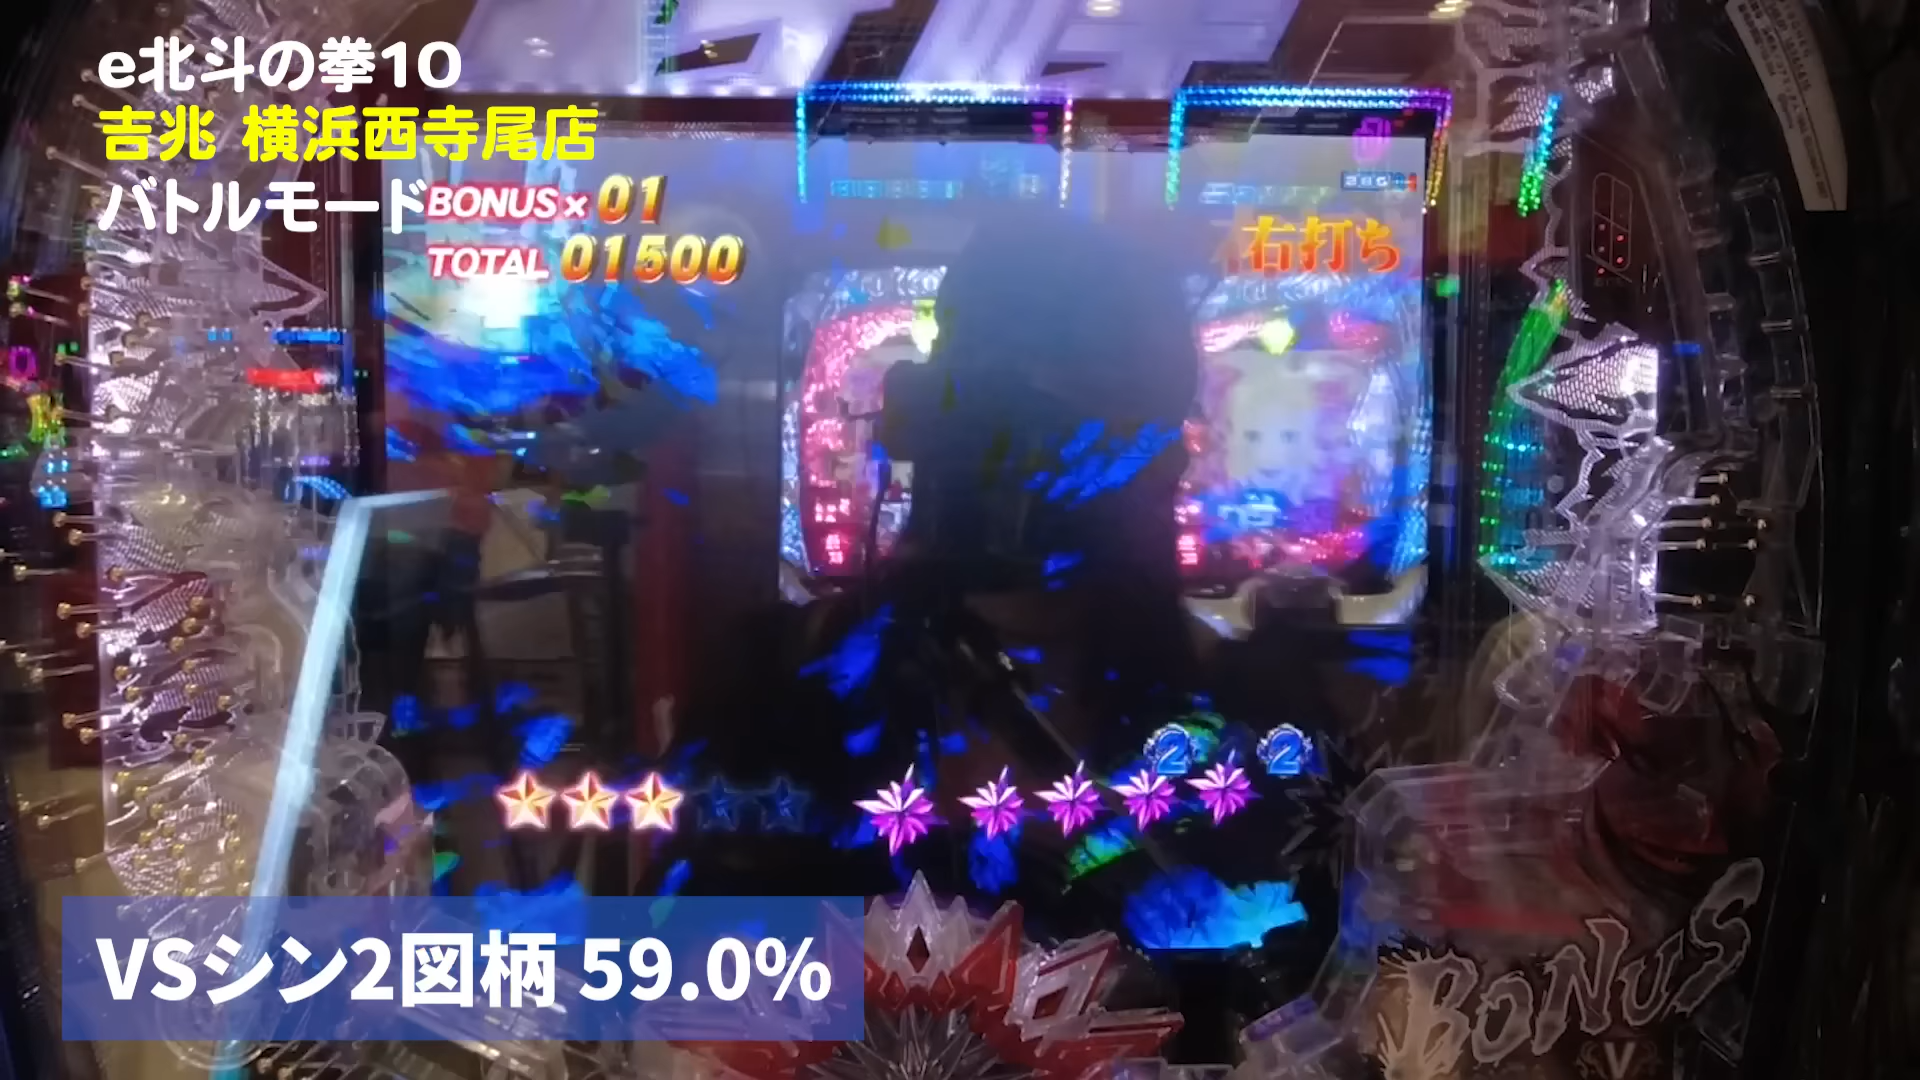 e北斗の拳10
吉兆 横浜西寺尾店
バトルモード
BONUS× 01
TOTAL 01500
右打ち
2 2
VSシン2図柄 59.0%
BONUS
V